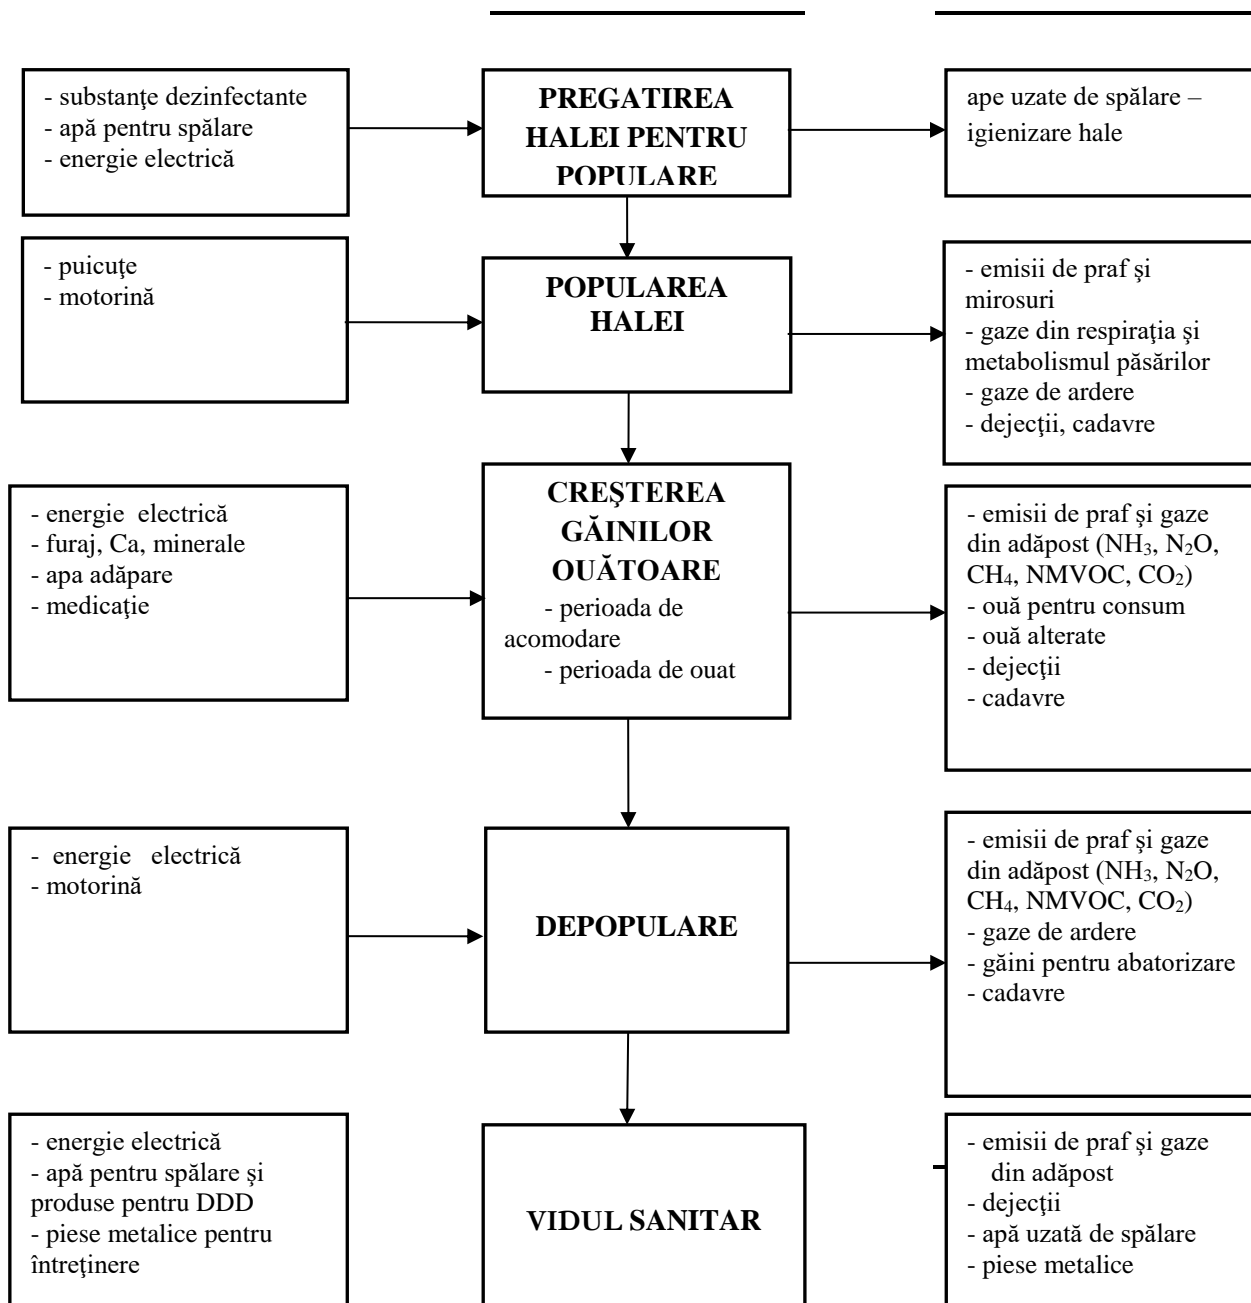 - substanţe dezinfectante
- apă pentru spălare
- energie electrică
PREGATIREA
HALEI PENTRU
POPULARE
ape uzate de spălare –
igienizare hale
- puicuţe
- motorină
POPULAREA
HALEI
- emisii de praf şi
mirosuri
- gaze din respiraţia şi
metabolismul păsărilor
- gaze de ardere
- dejecţii, cadavre
- energie electrică
- furaj, Ca, minerale
- apa adăpare
- medicaţie
CREŞTEREA
GĂINILOR
OUĂTOARE
- perioada de
acomodare
- perioada de ouat
- emisii de praf şi gaze
din adăpost (NH₃, N₂O,
CH₄, NMVOC, CO₂)
- ouă pentru consum
- ouă alterate
- dejecţii
- cadavre
- energie electrică
- motorină
DEPOPULARE
- emisii de praf şi gaze
din adăpost (NH₃, N₂O,
CH₄, NMVOC, CO₂)
- gaze de ardere
- găini pentru abatorizare
- cadavre
- energie electrică
- apă pentru spălare şi
produse pentru DDD
- piese metalice pentru
întreţinere
VIDUL SANITAR
- emisii de praf şi gaze
din adăpost
- dejecţii
- apă uzată de spălare
- piese metalice